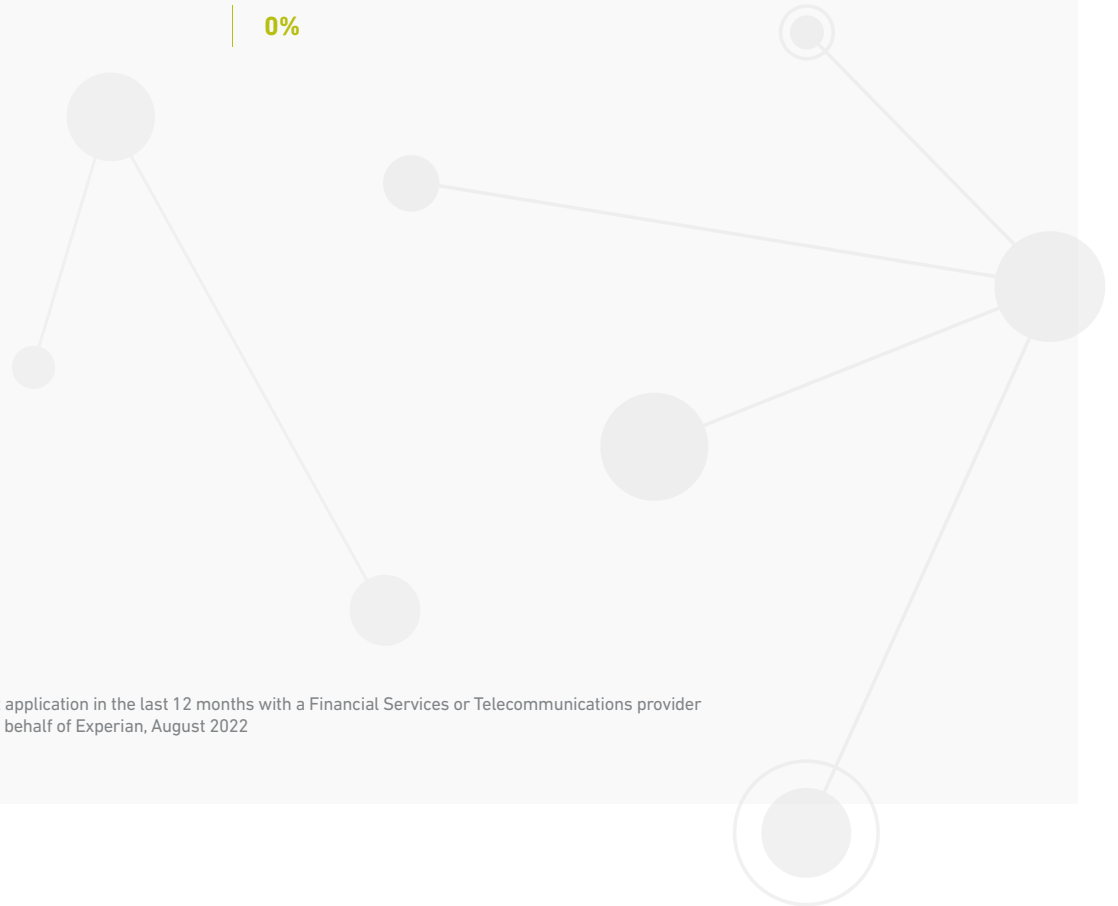 0%
application in the last 12 months with a Financial Services or Telecommunications provider
behalf of Experian, August 2022